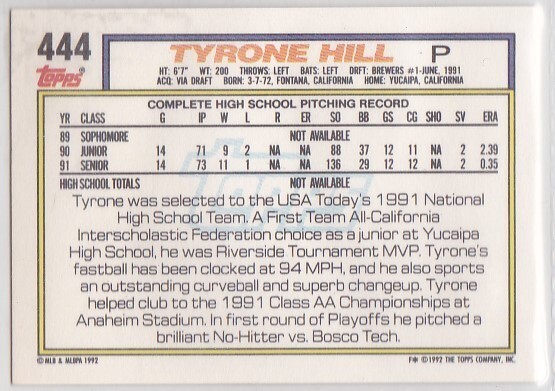 444
Topps®
TYRONE HILL P
HT: 6'7" WT: 200 THROWS: LEFT BATS: LEFT DRFT: BREWERS #1-JUNE, 1991
ACQ: VIA DRAFT BORN: 3-7-72, FONTANA, CALIFORNIA HOME: YUCAIPA, CALIFORNIA
COMPLETE HIGH SCHOOL PITCHING RECORD
YR CLASS G IP W L R ER SO BB GS CG SHO SV ERA
89 SOPHOMORE NOT AVAILABLE
90 JUNIOR 14 71 9 2 NA NA 88 37 12 11 NA 2 2.39
91 SENIOR 14 73 11 1 NA NA 136 29 12 12 NA 2 0.35
HIGH SCHOOL TOTALS NOT AVAILABLE
Tyrone was selected to the USA Today's 1991 National
High School Team. A First Team All-California
Interscholastic Federation choice as a junior at Yucaipa
High School, he was Riverside Tournament MVP. Tyrone's
fastball has been clocked at 94 MPH, and he also sports
an outstanding curveball and superb changeup. Tyrone
helped club to the 1991 Class AA Championships at
Anaheim Stadium. In first round of Playoffs he pitched a
brilliant No-Hitter vs. Bosco Tech.
© MLB & MLBPA 1992 F* © 1992 THE TOPPS COMPANY, INC.